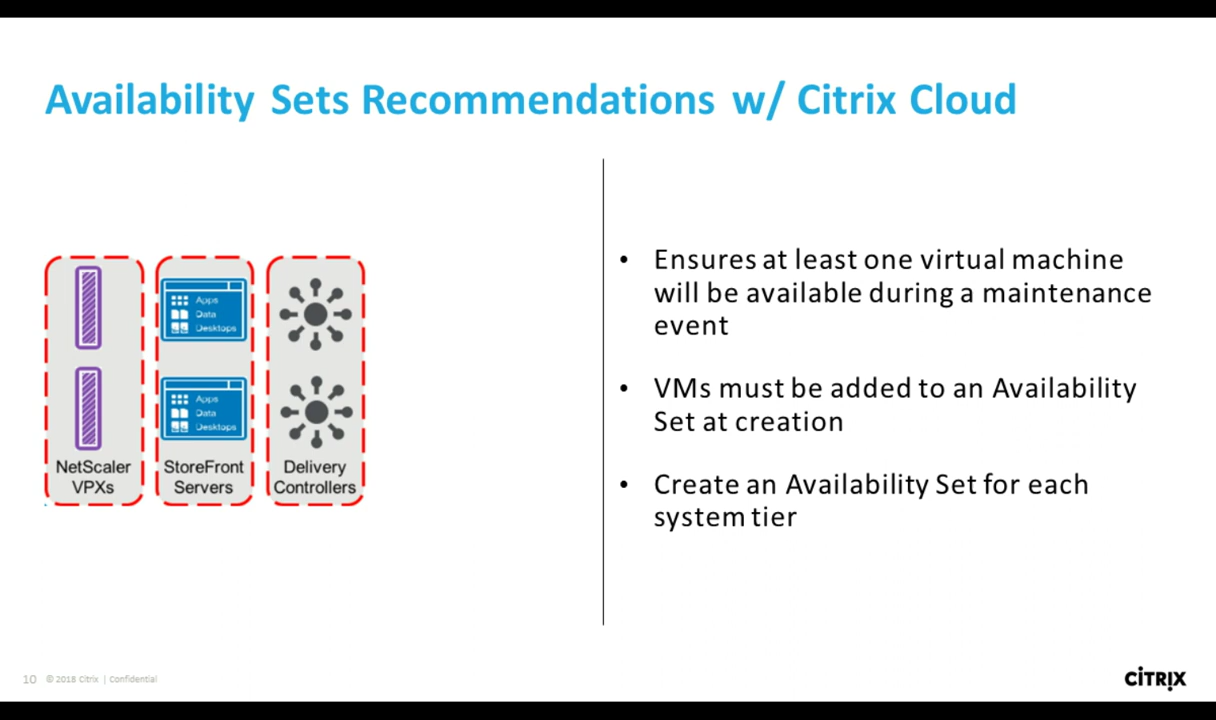 Availability Sets Recommendations w/ Citrix Cloud
Apps
Data
Desktops
Apps
Data
Desktops
NetScaler
VPXs
StoreFront
Servers
Delivery
Controllers
• Ensures at least one virtual machine
will be available during a maintenance
event
• VMs must be added to an Availability
Set at creation
• Create an Availability Set for each
system tier
10 © 2018 Citrix | Confidential
CITRIX